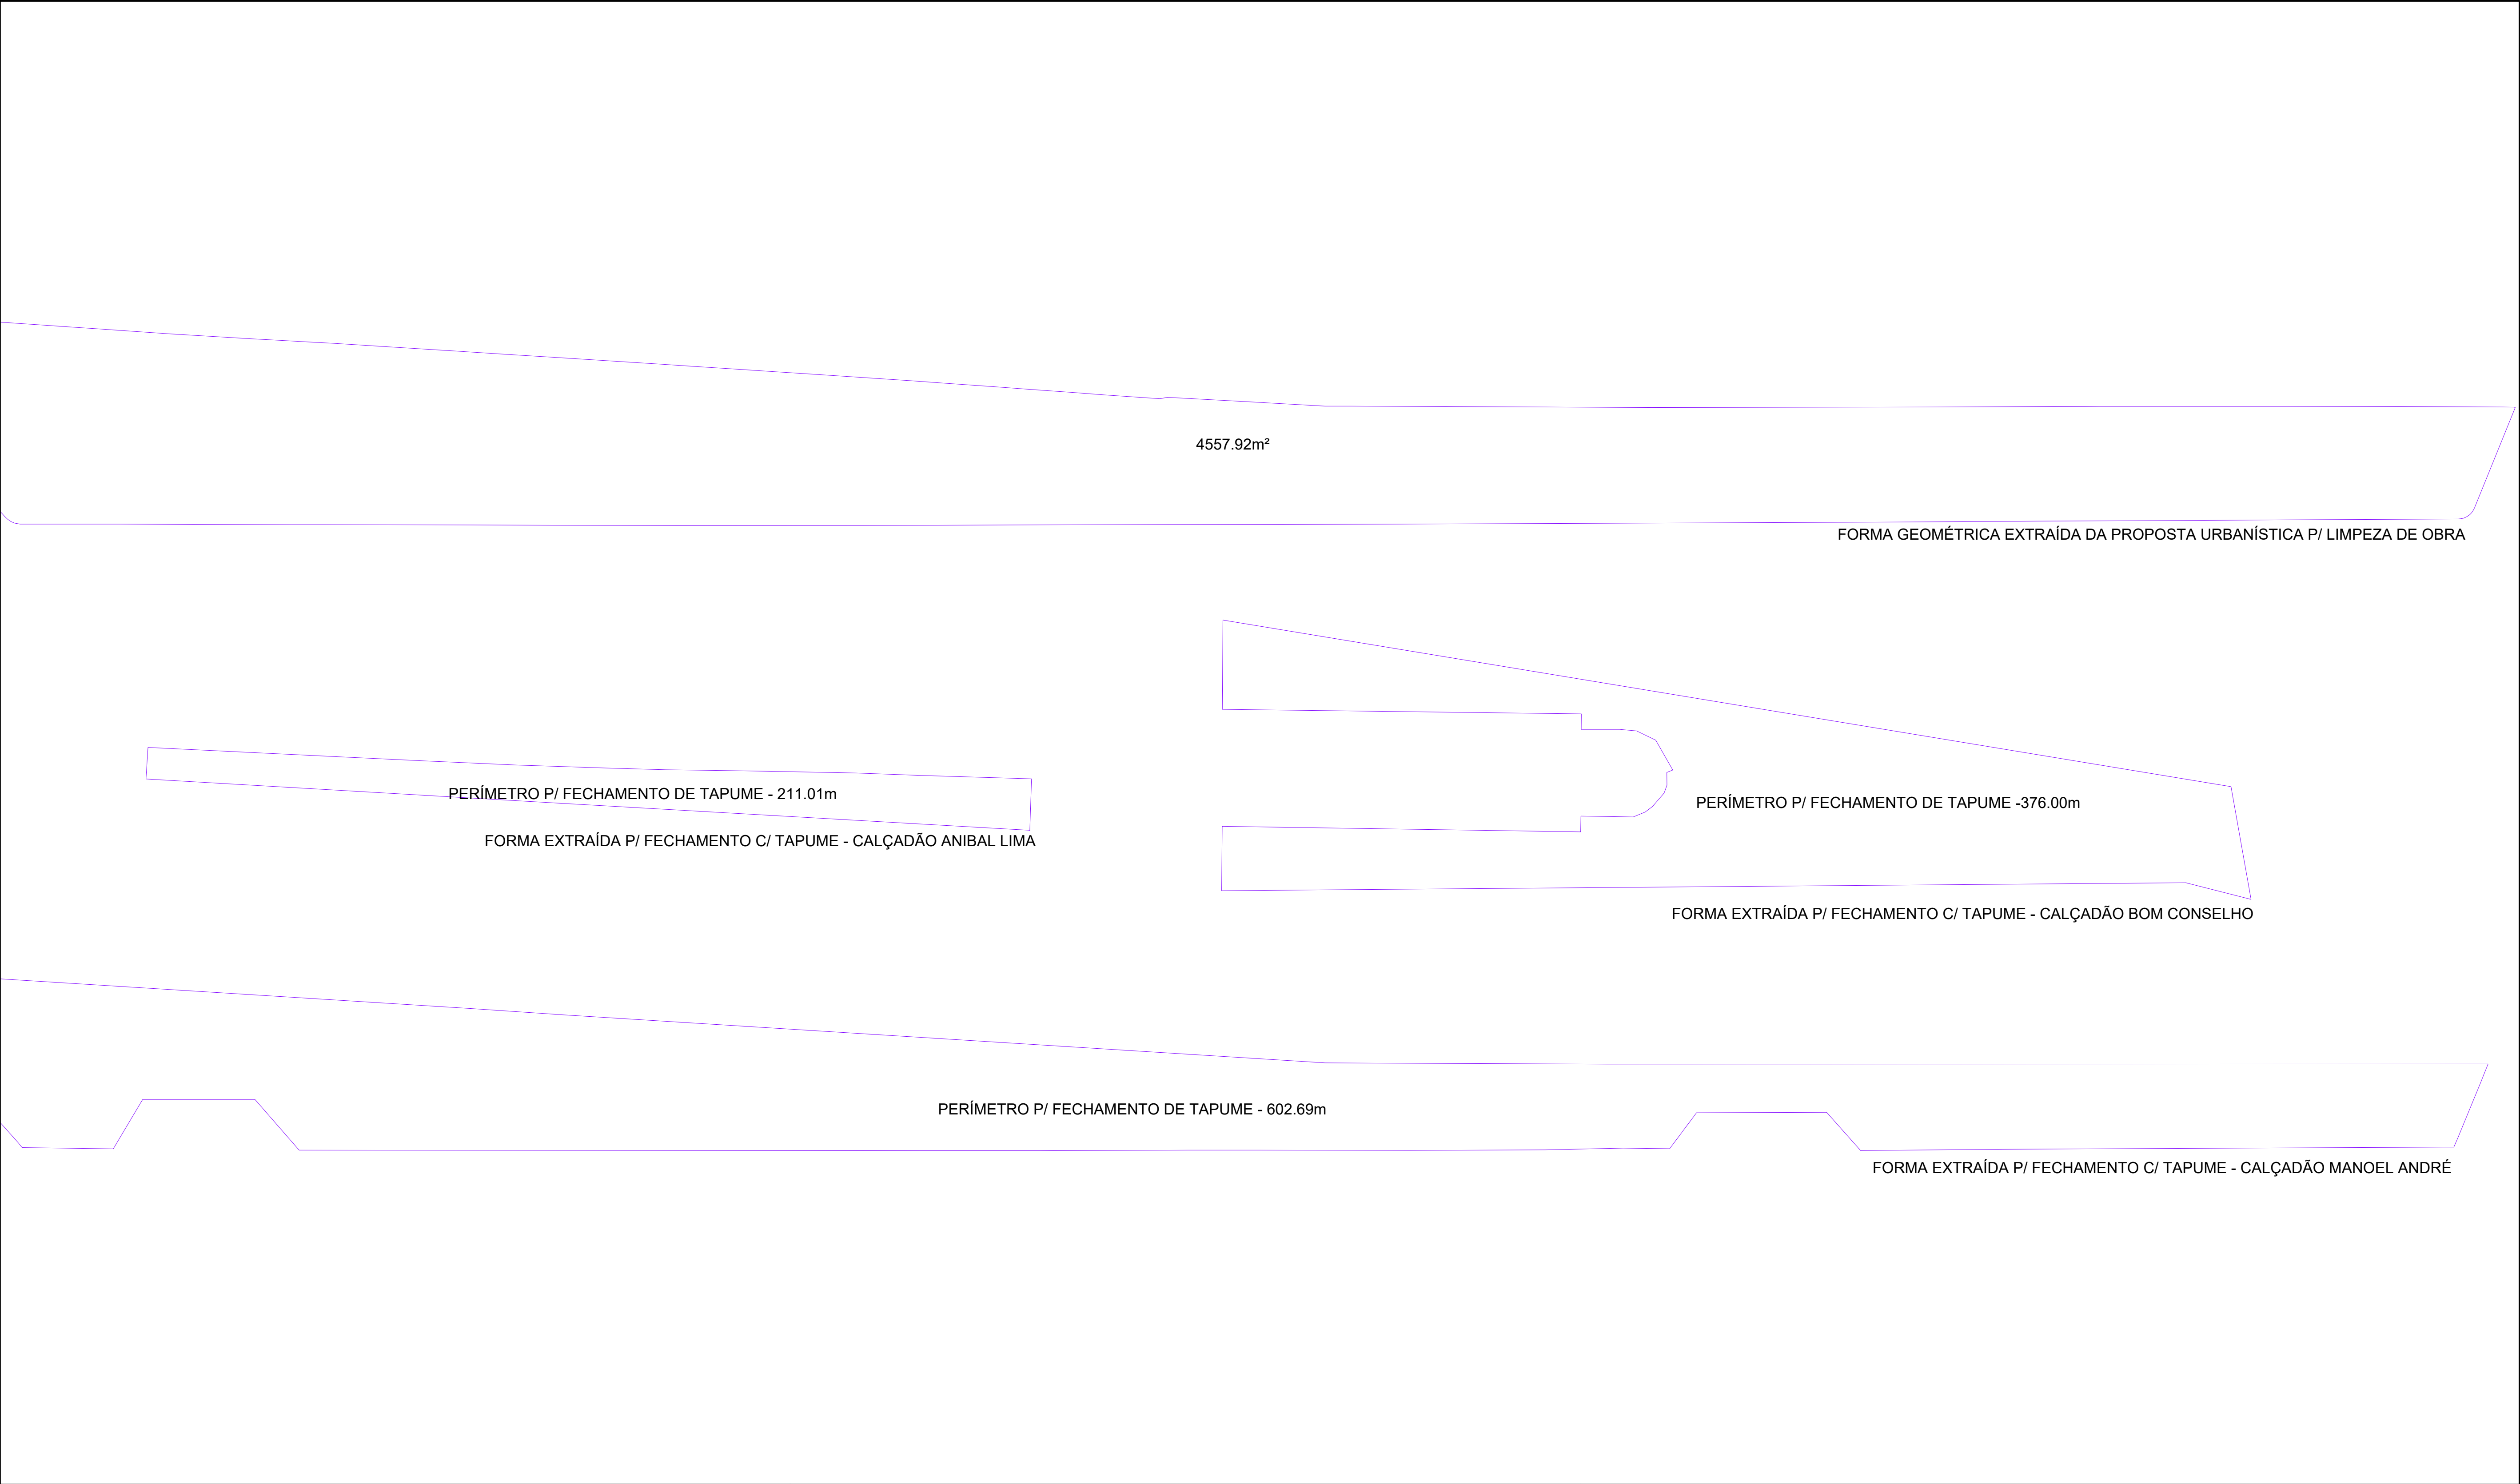 4557.92m²
FORMA GEOMÉTRICA EXTRAÍDA DA PROPOSTA URBANÍSTICA P/ LIMPEZA DE OBRA
PERÍMETRO P/ FECHAMENTO DE TAPUME - 211.01m
FORMA EXTRAÍDA P/ FECHAMENTO C/ TAPUME - CALÇADÃO ANIBAL LIMA
PERÍMETRO P/ FECHAMENTO DE TAPUME -376.00m
FORMA EXTRAÍDA P/ FECHAMENTO C/ TAPUME - CALÇADÃO BOM CONSELHO
PERÍMETRO P/ FECHAMENTO DE TAPUME - 602.69m
FORMA EXTRAÍDA P/ FECHAMENTO C/ TAPUME - CALÇADÃO MANOEL ANDRÉ